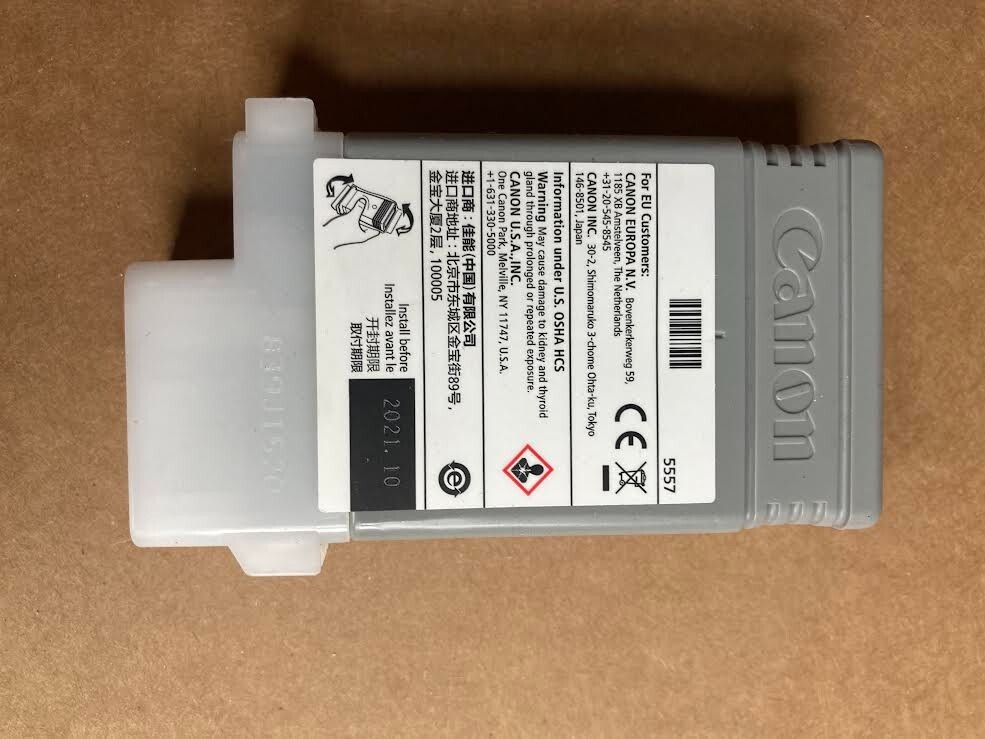 Canon
5557
For EU Customers:
CANON EUROPA N.V. Bovenkerkerweg 59,
1185 XB Amstelveen, The Netherlands
+31-20-545-8545
CANON INC. 30-2, Shimomaruko 3-chome Ohta-ku, Tokyo
146-8501, Japan
CE
Information under U.S. OSHA HCS
Warning May cause damage to kidney and thyroid
gland through prolonged or repeated exposure.
CANON U.S.A.,INC.
One Canon Park, Melville, NY 11747, U.S.A.
+1-631-330-5000
进口商：佳能(中国)有限公司
进口商地址：北京市东城区金宝街89号，
金宝大厦2层, 100005
Install before
Installez avant le
开封期限
取付期限
2021.10